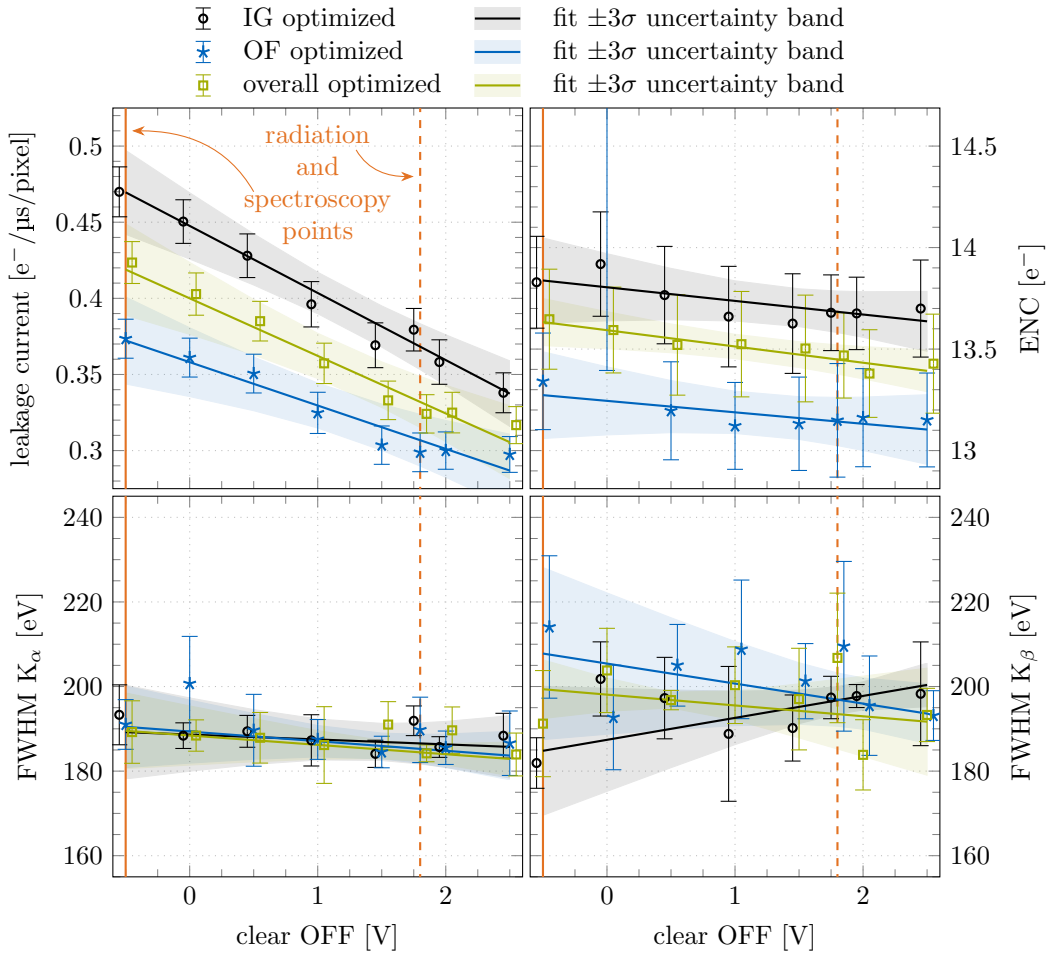 IG optimized fit ±3σ uncertainty band
OF optimized fit ±3σ uncertainty band
overall optimized fit ±3σ uncertainty band
leakage current [e⁻/µs/pixel]
0.5
0.45
0.4
0.35
0.3
radiation
and
spectroscopy
points
14.5
14
13.5
13
ENC [e⁻]
FWHM K_α [eV]
240
220
200
180
160
0 1 2
clear OFF [V]
240
220
200
180
160
FWHM K_β [eV]
0 1 2
clear OFF [V]